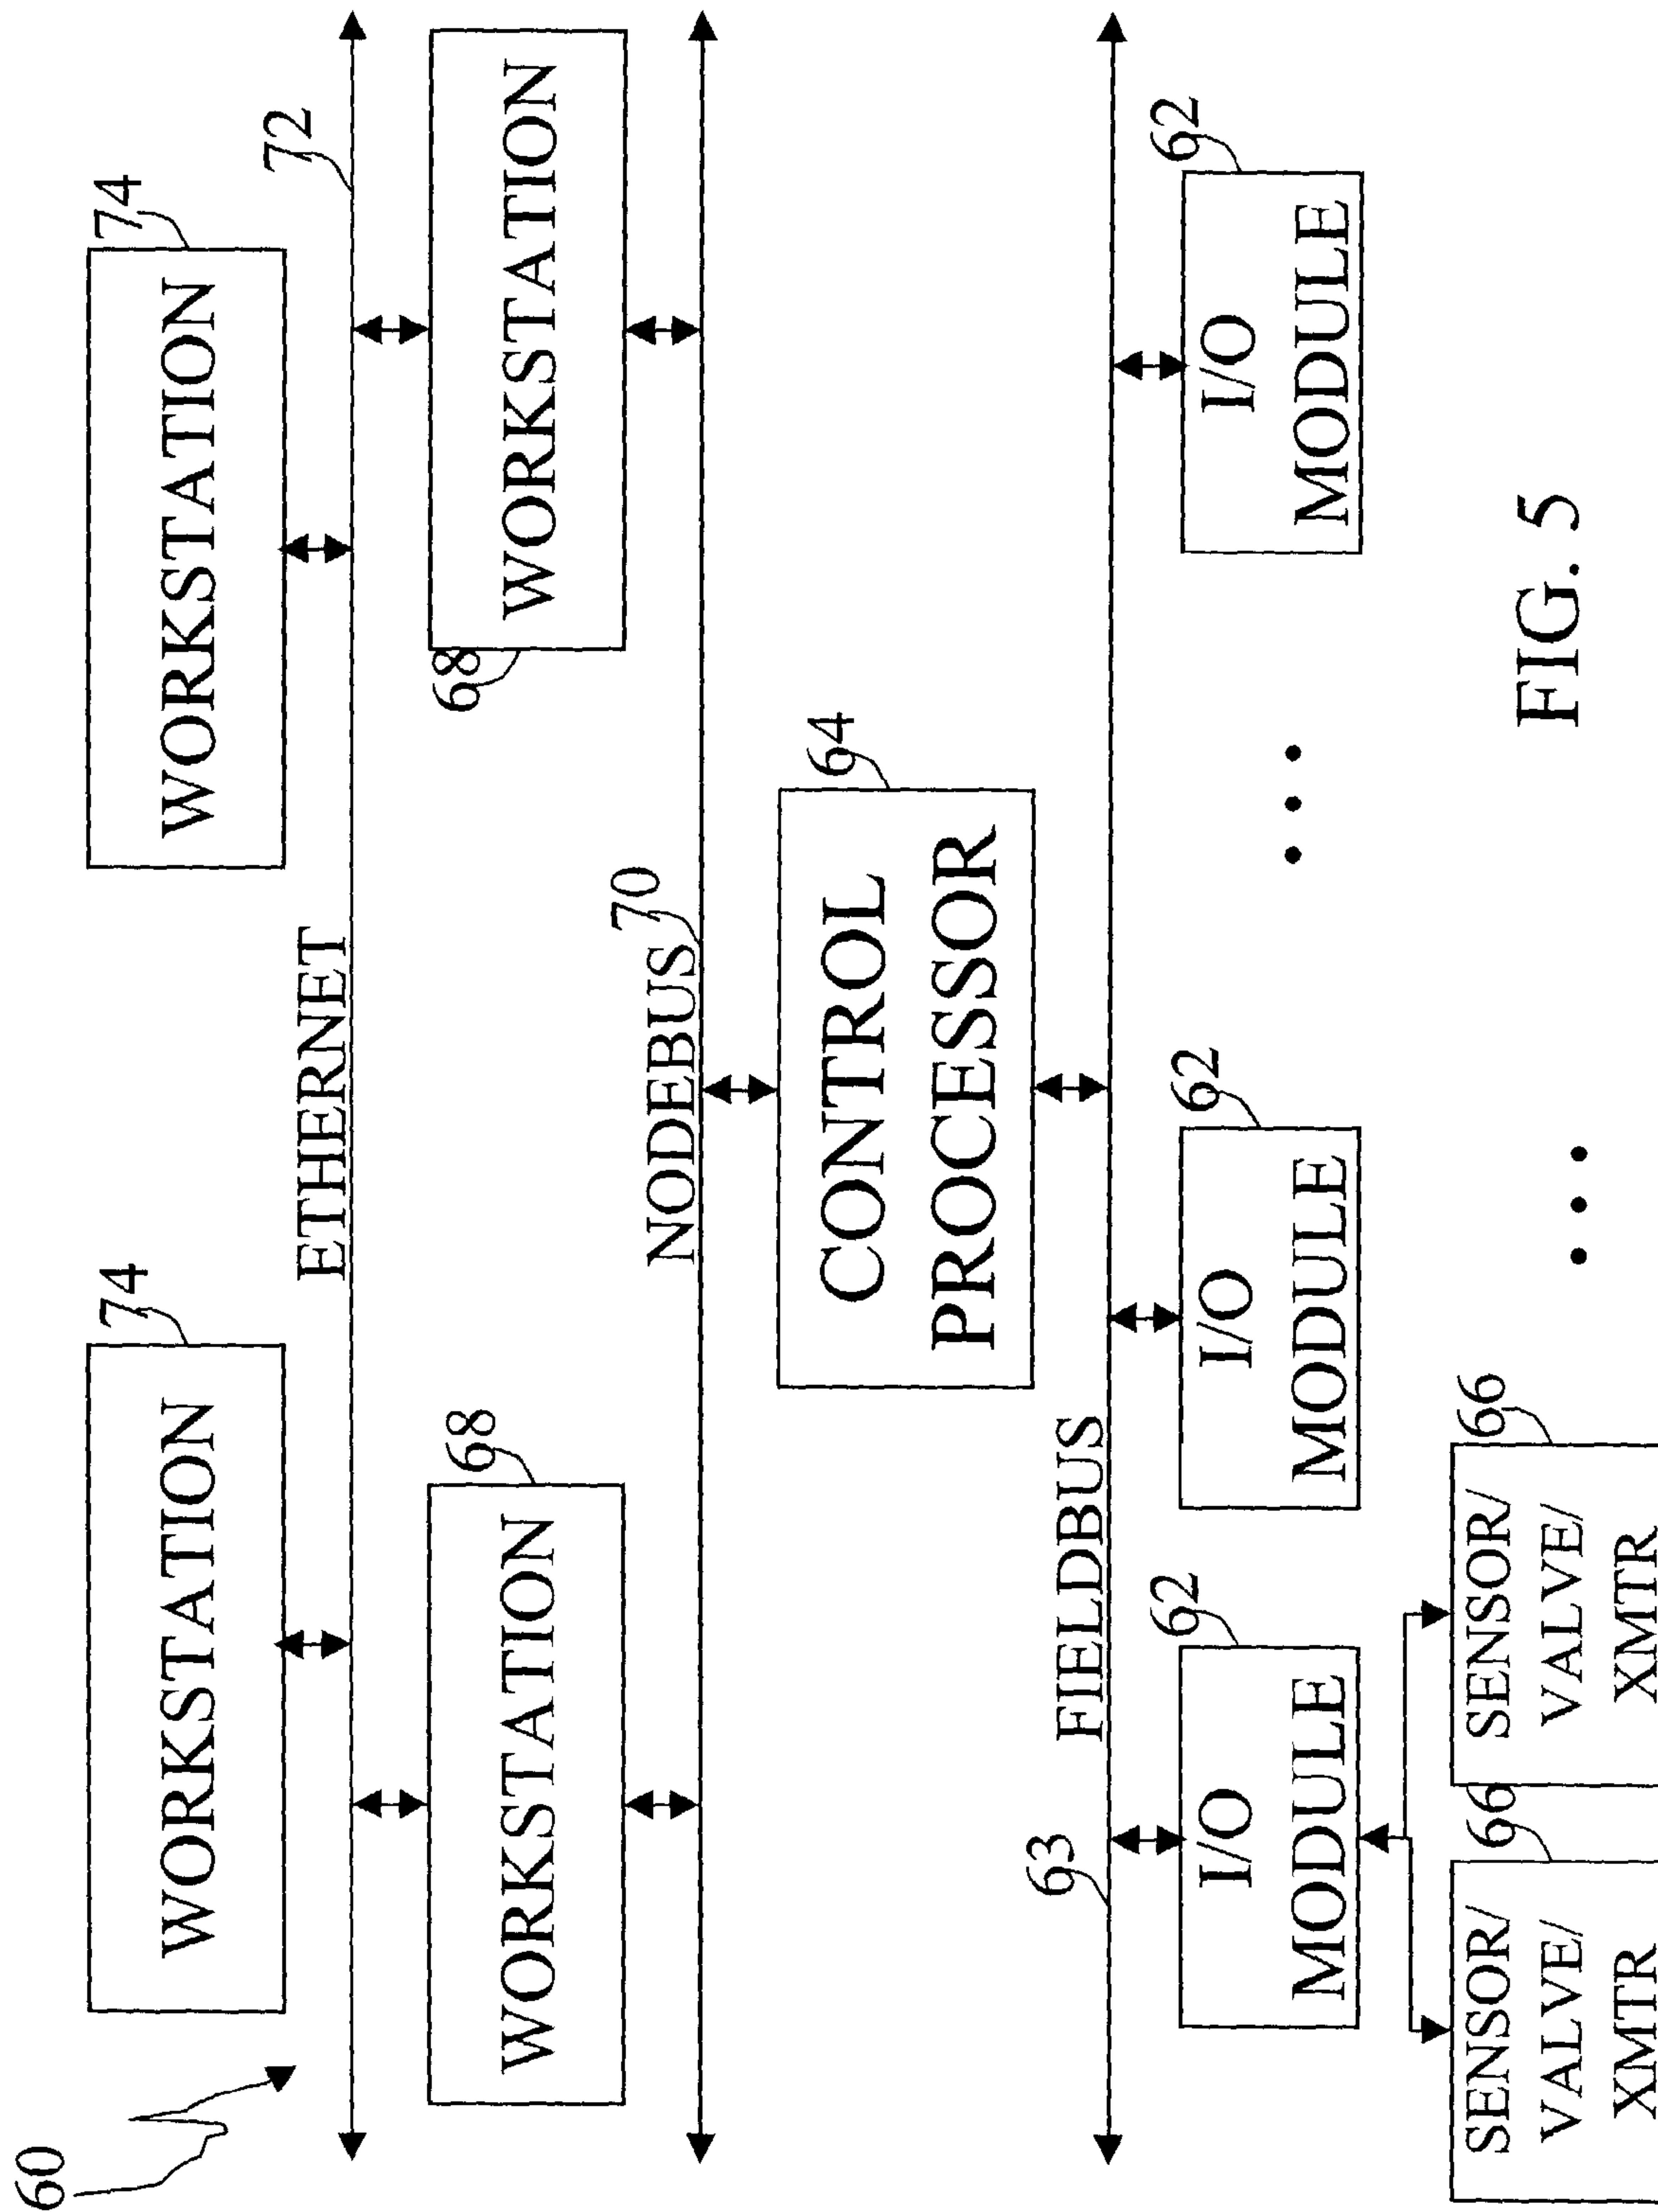 60
74
WORKSTATION
74
WORKSTATION
ETHERNET
72
68
WORKSTATION
68
WORKSTATION
NODEBUS
70
64
CONTROL
PROCESSOR
63
FIELDBUS
62
I/O
MODULE
62
I/O
MODULE
62
I/O
MODULE
66
SENSOR/
VALVE/
XMTR
66
SENSOR/
VALVE/
XMTR
FIG. 5